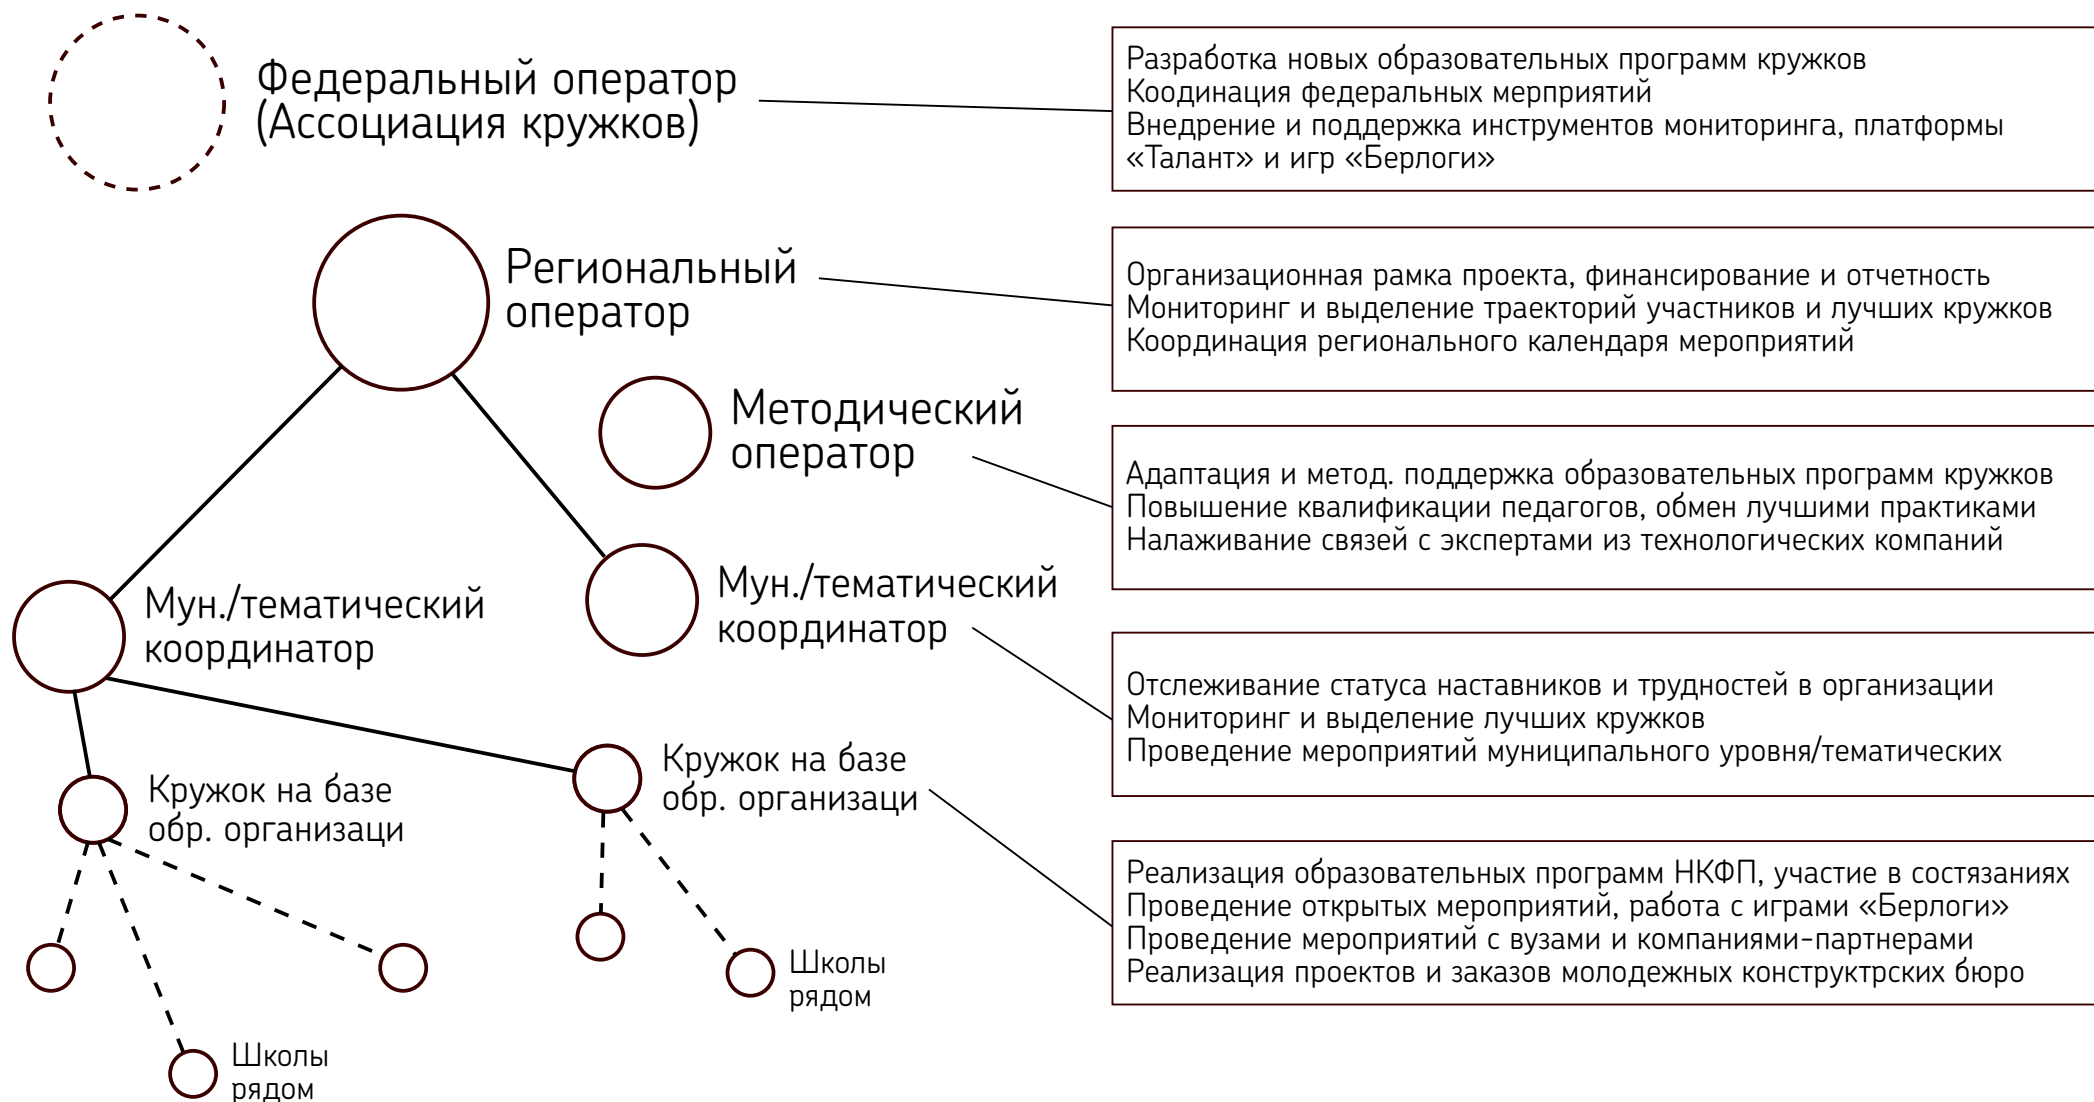 Федеральный оператор
(Ассоциация кружков)
Разработка новых образовательных программ кружков
Коодинация федеральных мерприятий
Внедрение и поддержка инструментов мониторинга, платформы
«Талант» и игр «Берлоги»
Региональный
оператор
Организационная рамка проекта, финансирование и отчетность
Мониторинг и выделение траекторий участников и лучших кружков
Координация регионального календаря мероприятий
Методический
оператор
Адаптация и метод. поддержка образовательных программ кружков
Повышение квалификации педагогов, обмен лучшими практиками
Налаживание связей с экспертами из технологических компаний
Мун./тематический
координатор
Мун./тематический
координатор
Отслеживание статуса наставников и трудностей в организации
Мониторинг и выделение лучших кружков
Проведение мероприятий муниципального уровня/тематических
Кружок на базе
обр. организаци
Кружок на базе
обр. организаци
Реализация образовательных программ НКФП, участие в состязаниях
Проведение открытых мероприятий, работа с играми «Берлоги»
Проведение мероприятий с вузами и компаниями-партнерами
Реализация проектов и заказов молодежных конструктрских бюро
Школы
рядом
Школы
рядом